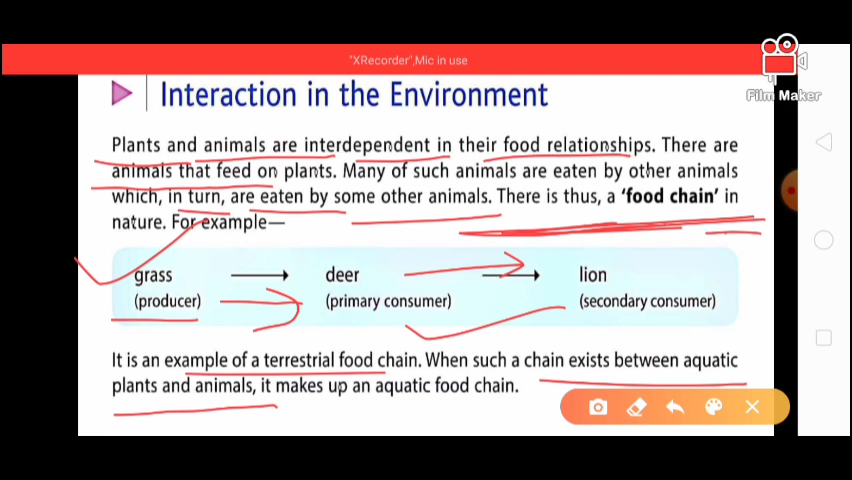 "XRecorder",Mic in use
Film Maker
Interaction in the Environment
Plants and animals are interdependent in their food relationships. There are
animals that feed on plants. Many of such animals are eaten by other animals
which, in turn, are eaten by some other animals. There is thus, a 'food chain' in
nature. For example—
grass deer lion
(producer) (primary consumer) (secondary consumer)
It is an example of a terrestrial food chain. When such a chain exists between aquatic
plants and animals, it makes up an aquatic food chain.